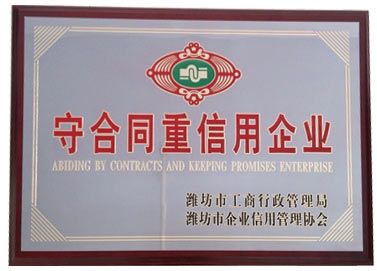 守合同重信用企业
ABIDING BY CONTRACTS AND KEEPING PROMISES ENTERPRISE
潍坊市工商行政管理局
潍坊市企业信用管理协会